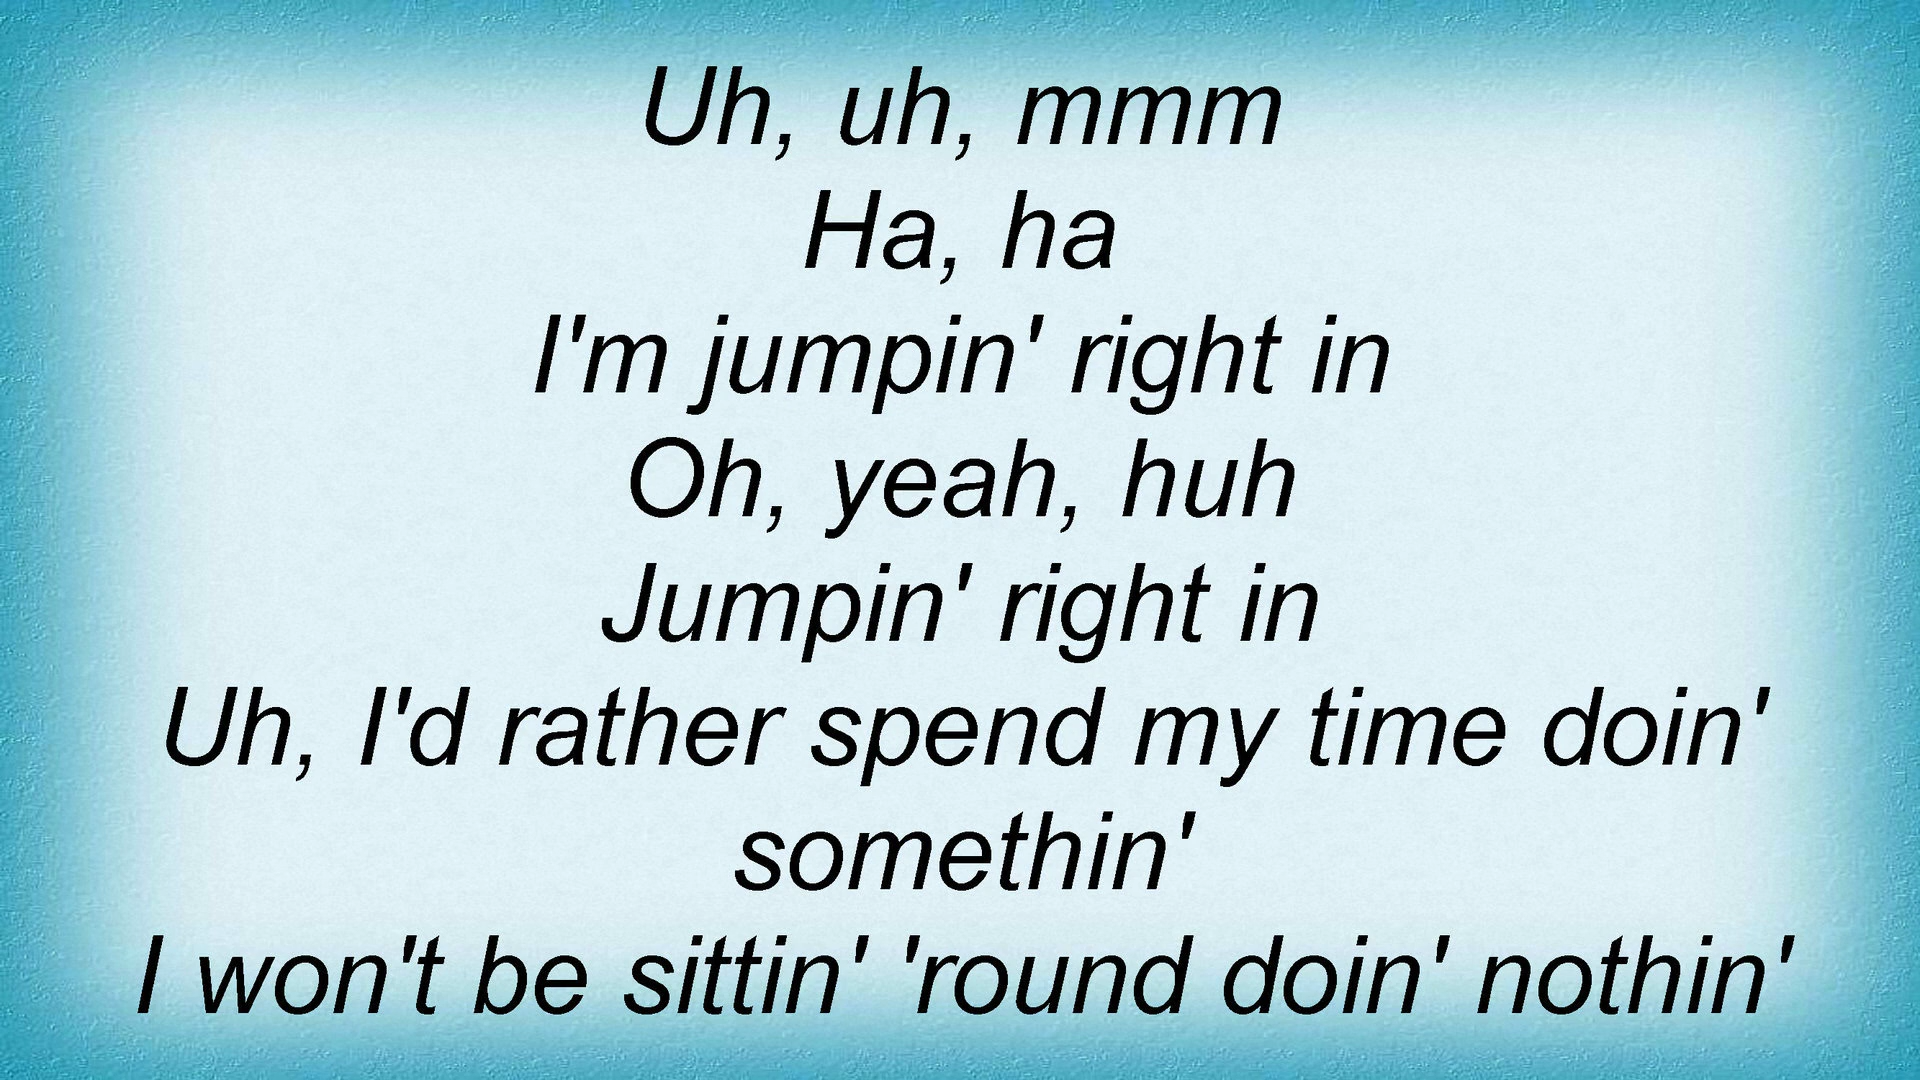 Uh, uh, mmm
Ha, ha
I'm jumpin' right in
Oh, yeah, huh
Jumpin' right in
Uh, I'd rather spend my time doin'
somethin'
I won't be sittin' 'round doin' nothin'